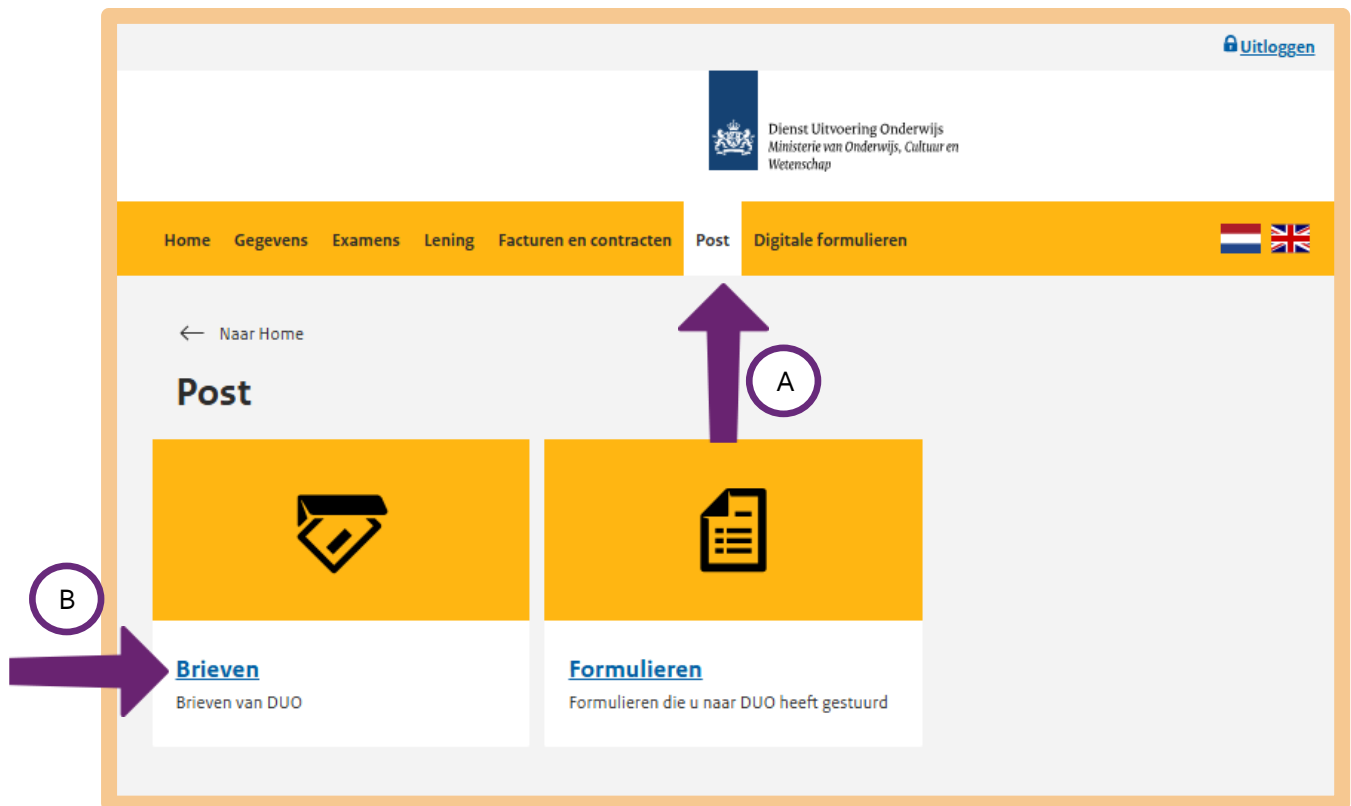 Uitloggen
Dienst Uitvoering Onderwijs
Ministerie van Onderwijs, Cultuur en
Wetenschap
Home Gegevens Examens Lening Facturen en contracten Post Digitale formulieren
← Naar Home
Post
A
B
Brieven
Brieven van DUO
Formulieren
Formulieren die u naar DUO heeft gestuurd